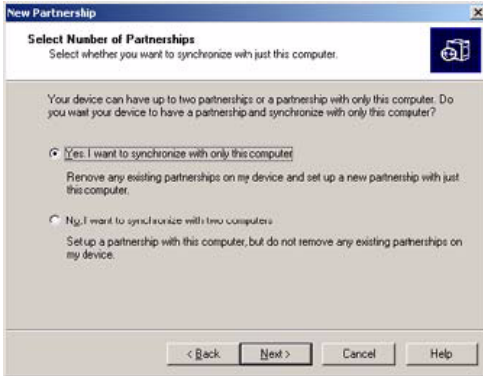 New Partnership
Select Number of Partnerships
Select whether you want to synchronize with just this computer.
Your device can have up to two partnerships or a partnership with only this computer. Do
you want your device to have a partnership and synchronize with only this computer?
Yes, I want to synchronize with only this computer
Remove any existing partnerships on my device and set up a new partnership with just
this computer.
No, I want to synchronize with two computers
Set up a partnership with this computer, but do not remove any existing partnerships on
my device.
< Back
Next >
Cancel
Help